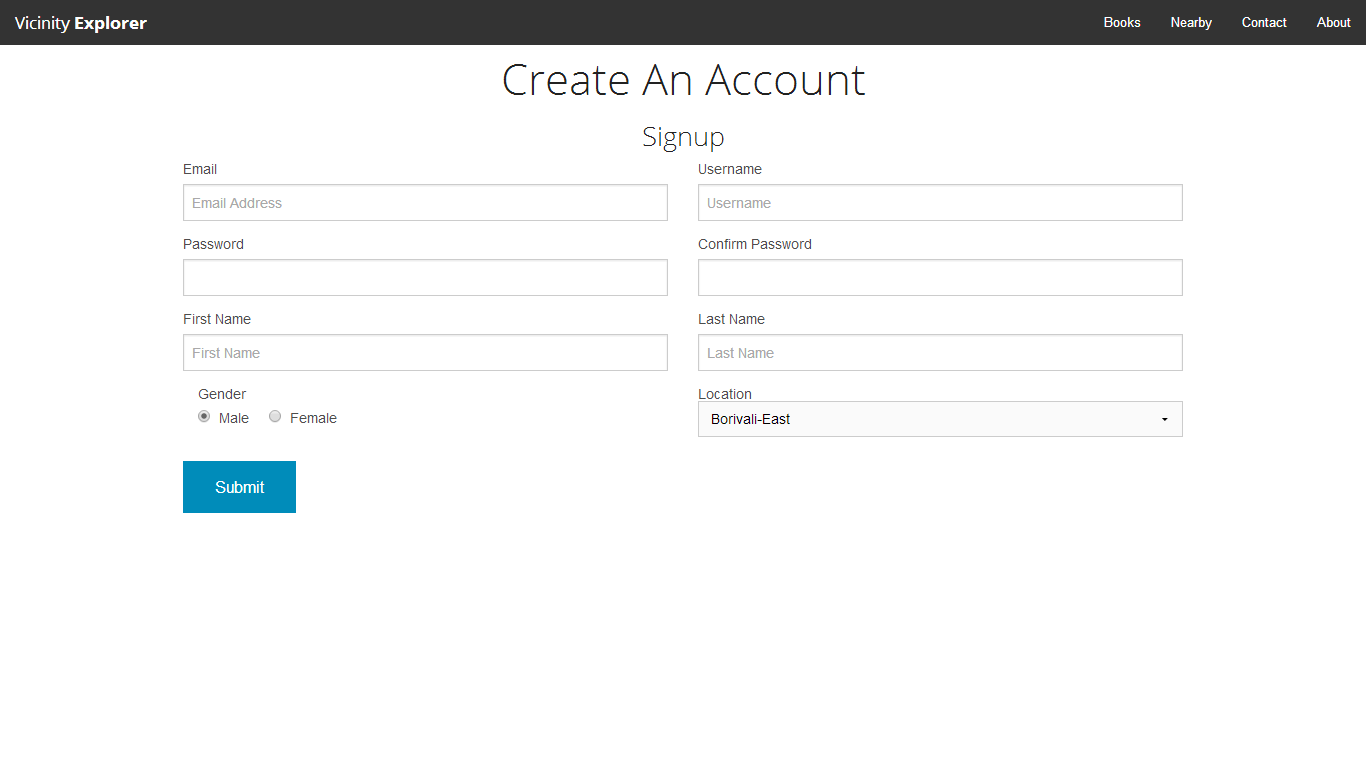 Vicinity Explorer Books Nearby Contact About
Create An Account
Signup
Email Username
Email Address Username
Password Confirm Password
First Name Last Name
First Name Last Name
Gender Location
Male Female Borivali-East
Submit